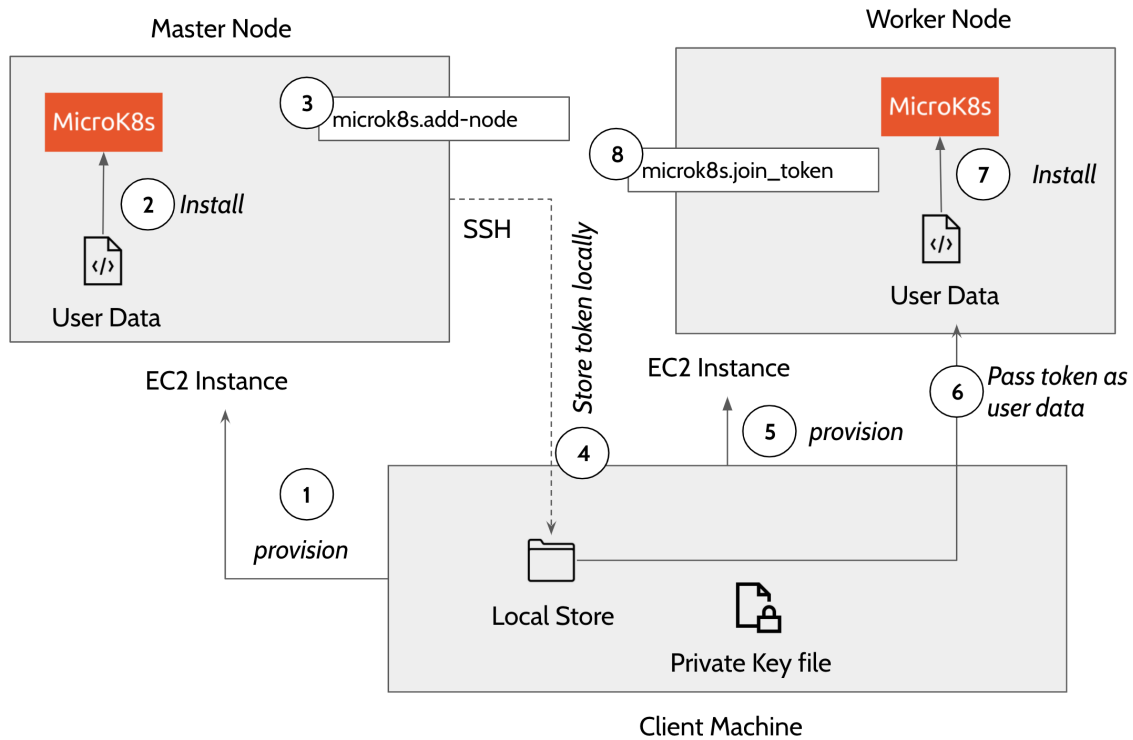 Master Node
Worker Node
MicroK8s
3
microk8s.add-node
MicroK8s
8
microk8s.join_token
2
Install
7
Install
SSH
</>
User Data
</>
User Data
Store token locally
EC2 Instance
EC2 Instance
6
Pass token as
user data
5
provision
4
1
provision
Local Store
Private Key file
Client Machine